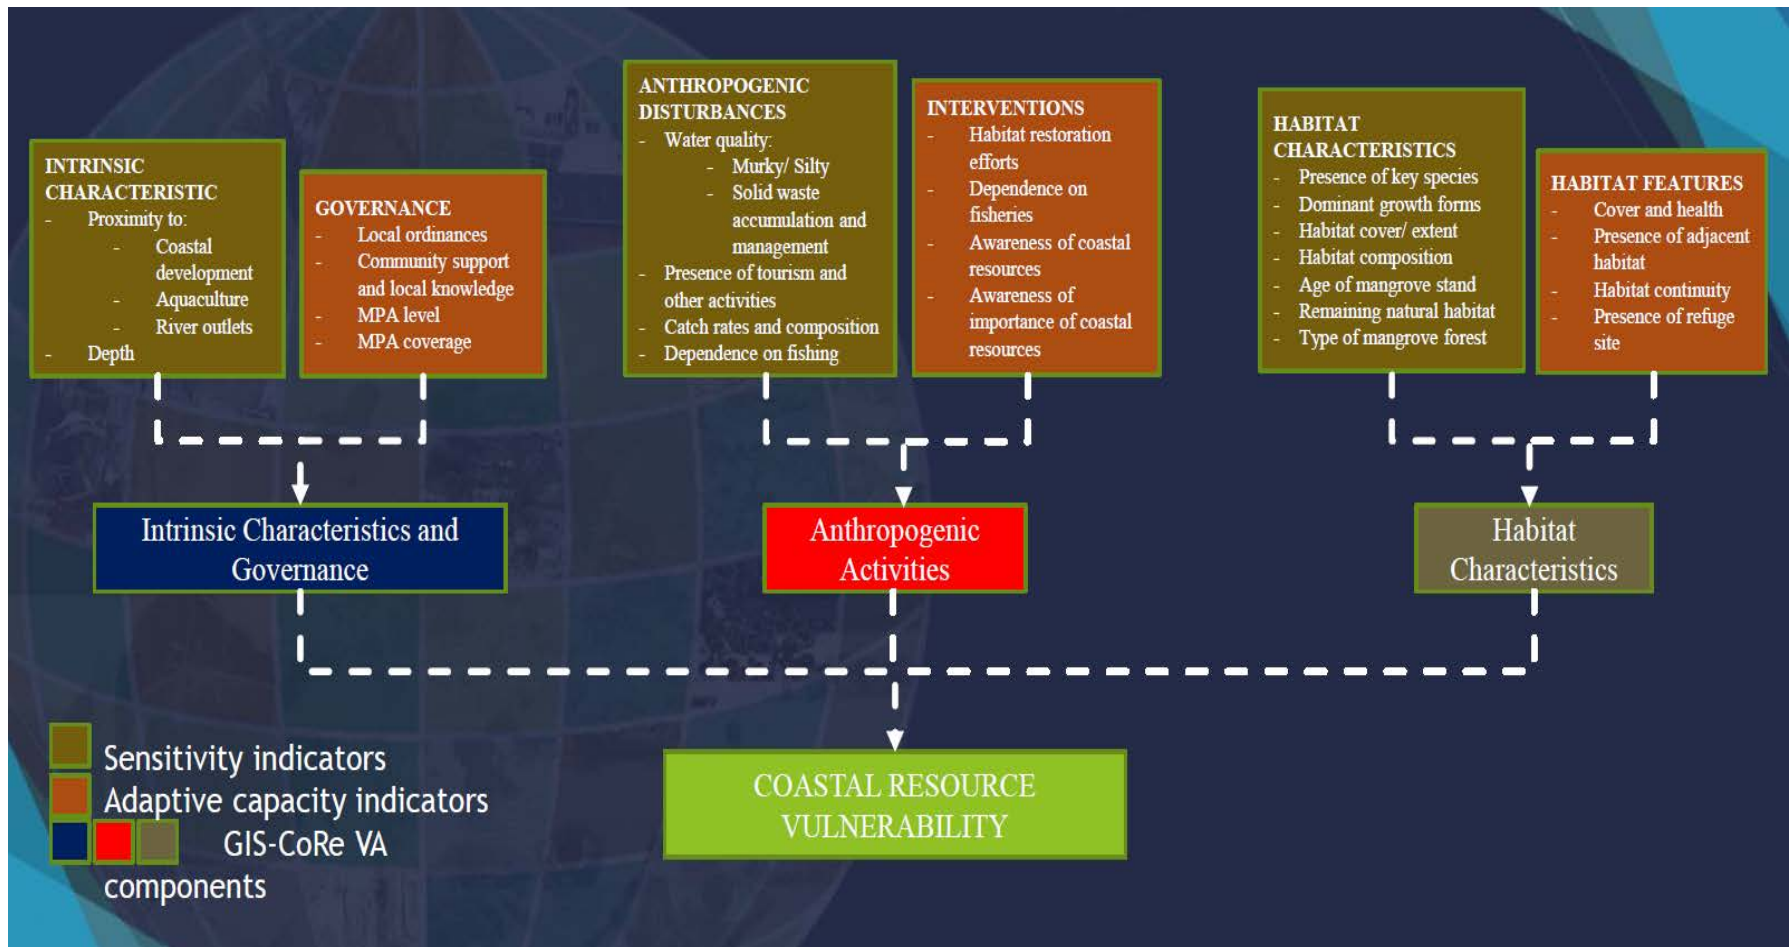 INTRINSIC
CHARACTERISTIC
- Proximity to:
- Coastal
development
- Aquaculture
- River outlets
- Depth
GOVERNANCE
- Local ordinances
- Community support
and local knowledge
- MPA level
- MPA coverage
ANTHROPOGENIC
DISTURBANCES
- Water quality:
- Murky/ Silty
- Solid waste
accumulation and
management
- Presence of tourism and
other activities
- Catch rates and composition
- Dependence on fishing
INTERVENTIONS
- Habitat restoration
efforts
- Dependence on
fisheries
- Awareness of coastal
resources
- Awareness of
importance of coastal
resources
HABITAT
CHARACTERISTICS
- Presence of key species
- Dominant growth forms
- Habitat cover/ extent
- Habitat composition
- Age of mangrove stand
- Remaining natural habitat
- Type of mangrove forest
HABITAT FEATURES
- Cover and health
- Presence of adjacent
habitat
- Habitat continuity
- Presence of refuge
site
Intrinsic Characteristics and
Governance
Anthropogenic
Activities
Habitat
Characteristics
COASTAL RESOURCE
VULNERABILITY
Sensitivity indicators
Adaptive capacity indicators
GIS-CoRe VA
components